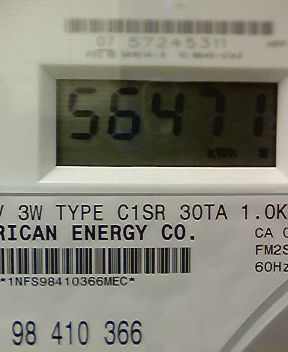 07 57245311
56471
kWh
V 3W TYPE C1SR 30TA 1.0K
RICAN ENERGY CO.
CA 0
FM2S
60Hz
*1NFS98410366MEC*
98 410 366